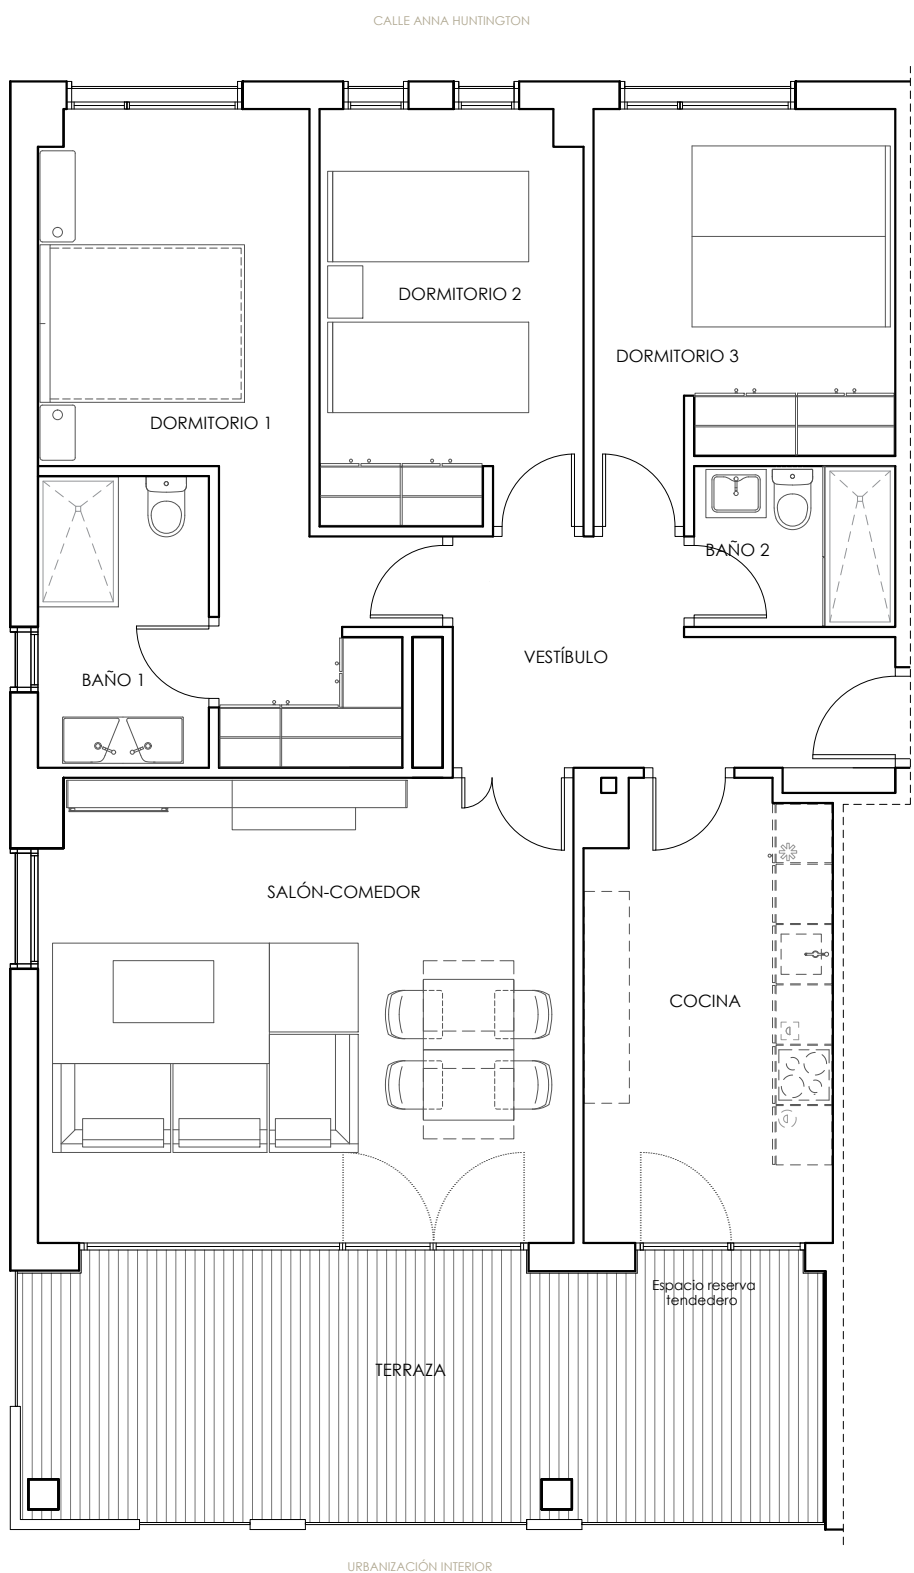 CALLE ANNA HUNTINGTON
DORMITORIO 2
DORMITORIO 3
DORMITORIO 1
BAÑO 2
VESTÍBULO
BAÑO 1
SALÓN-COMEDOR
COCINA
Espacio reserva
tendedero
TERRAZA
URBANIZACIÓN INTERIOR